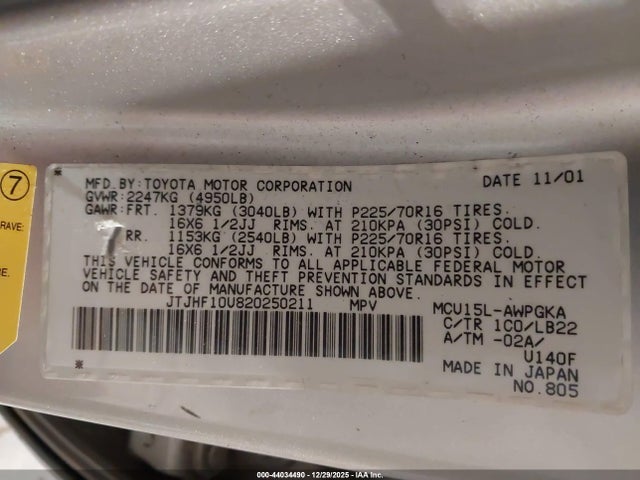 7
RAVE:
E.
MFD.BY:TOYOTA MOTOR CORPORATION DATE 11/01
GVWR:2247KG (4950LB)
GAWR:FRT. 1379KG (3040LB) WITH P225/70R16 TIRES.
16X6 1/2JJ RIMS. AT 210KPA (30PSI) COLD.
RR. 1153KG (2540LB) WITH P225/70R16 TIRES.
16X6 1/2JJ RIMS. AT 210KPA (30PSI) COLD.
THIS VEHICLE CONFORMS TO ALL APPLICABLE FEDERAL MOTOR
VEHICLE SAFETY AND THEFT PREVENTION STANDARDS IN EFFECT
ON THE DATE OF MANUFACTURE SHOWN ABOVE.
JTJHF10U820250211 MPV MCU15L-AWPGKA
C/TR 1C0/LB22
A/TM -02A/
U140F
MADE IN JAPAN
NO.805
000-44034490 - 12/29/2025 - IAA Inc.